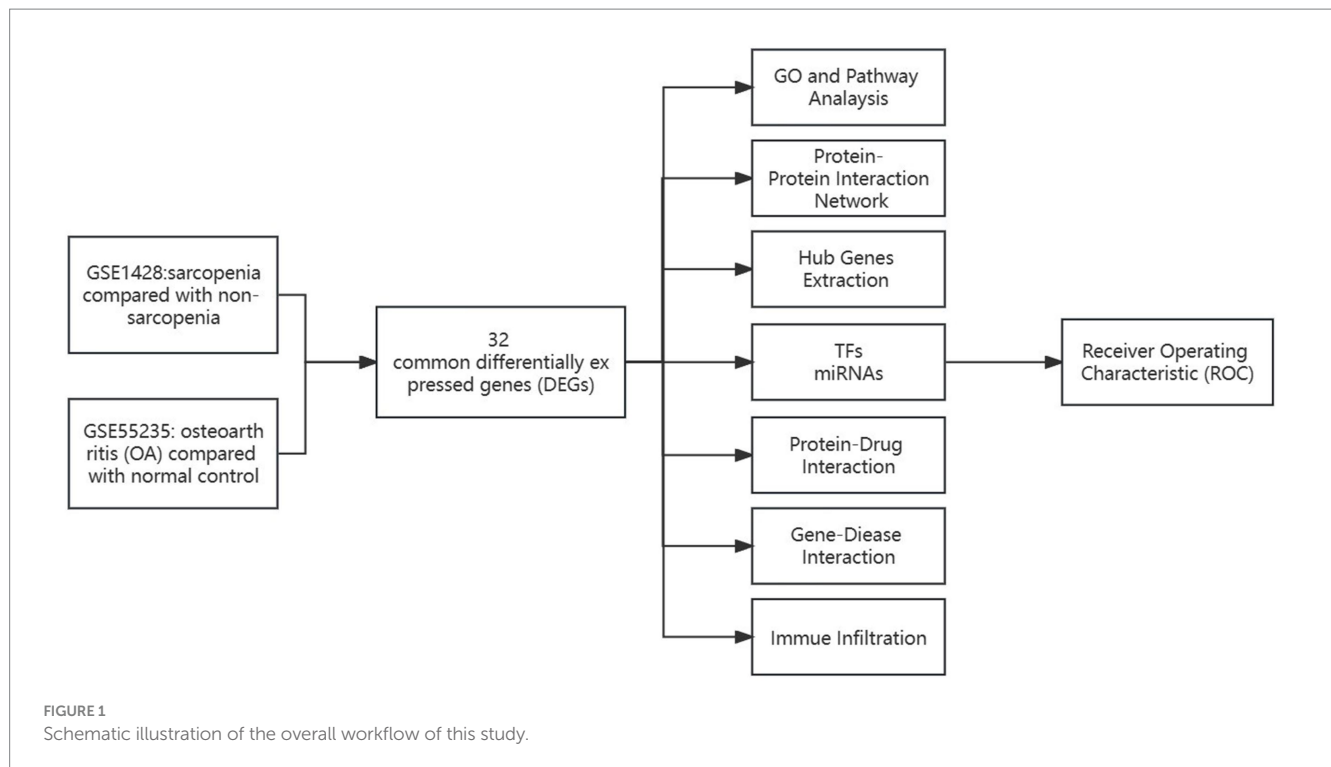 GSE1428:sarcopenia
compared with non-
sarcopenia
GSE55235: osteoarth
ritis (OA) compared
with normal control
32
common differentially ex
pressed genes (DEGs)
GO and Pathway
Analaysis
Protein-
Protein Interaction
Network
Hub Genes
Extraction
TFs
miRNAs
Protein-Drug
Interaction
Gene-Diease
Interaction
Immue Infiltration
Receiver Operating
Characteristic (ROC)
FIGURE 1
Schematic illustration of the overall workflow of this study.